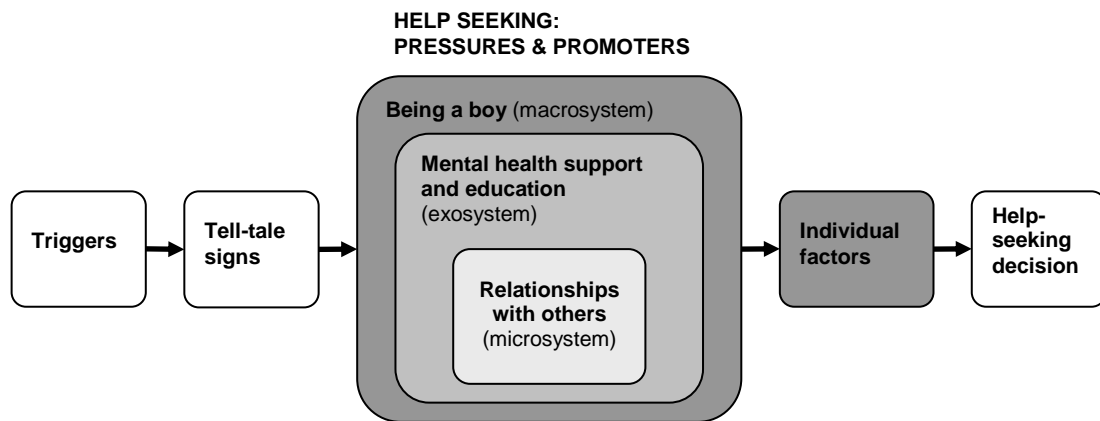 HELP SEEKING:
PRESSURES & PROMOTERS
Being a boy (macrosystem)
Mental health support
and education
(exosystem)
Relationships
with others
(microsystem)
Triggers
Tell-tale
signs
Individual
factors
Help-
seeking
decision